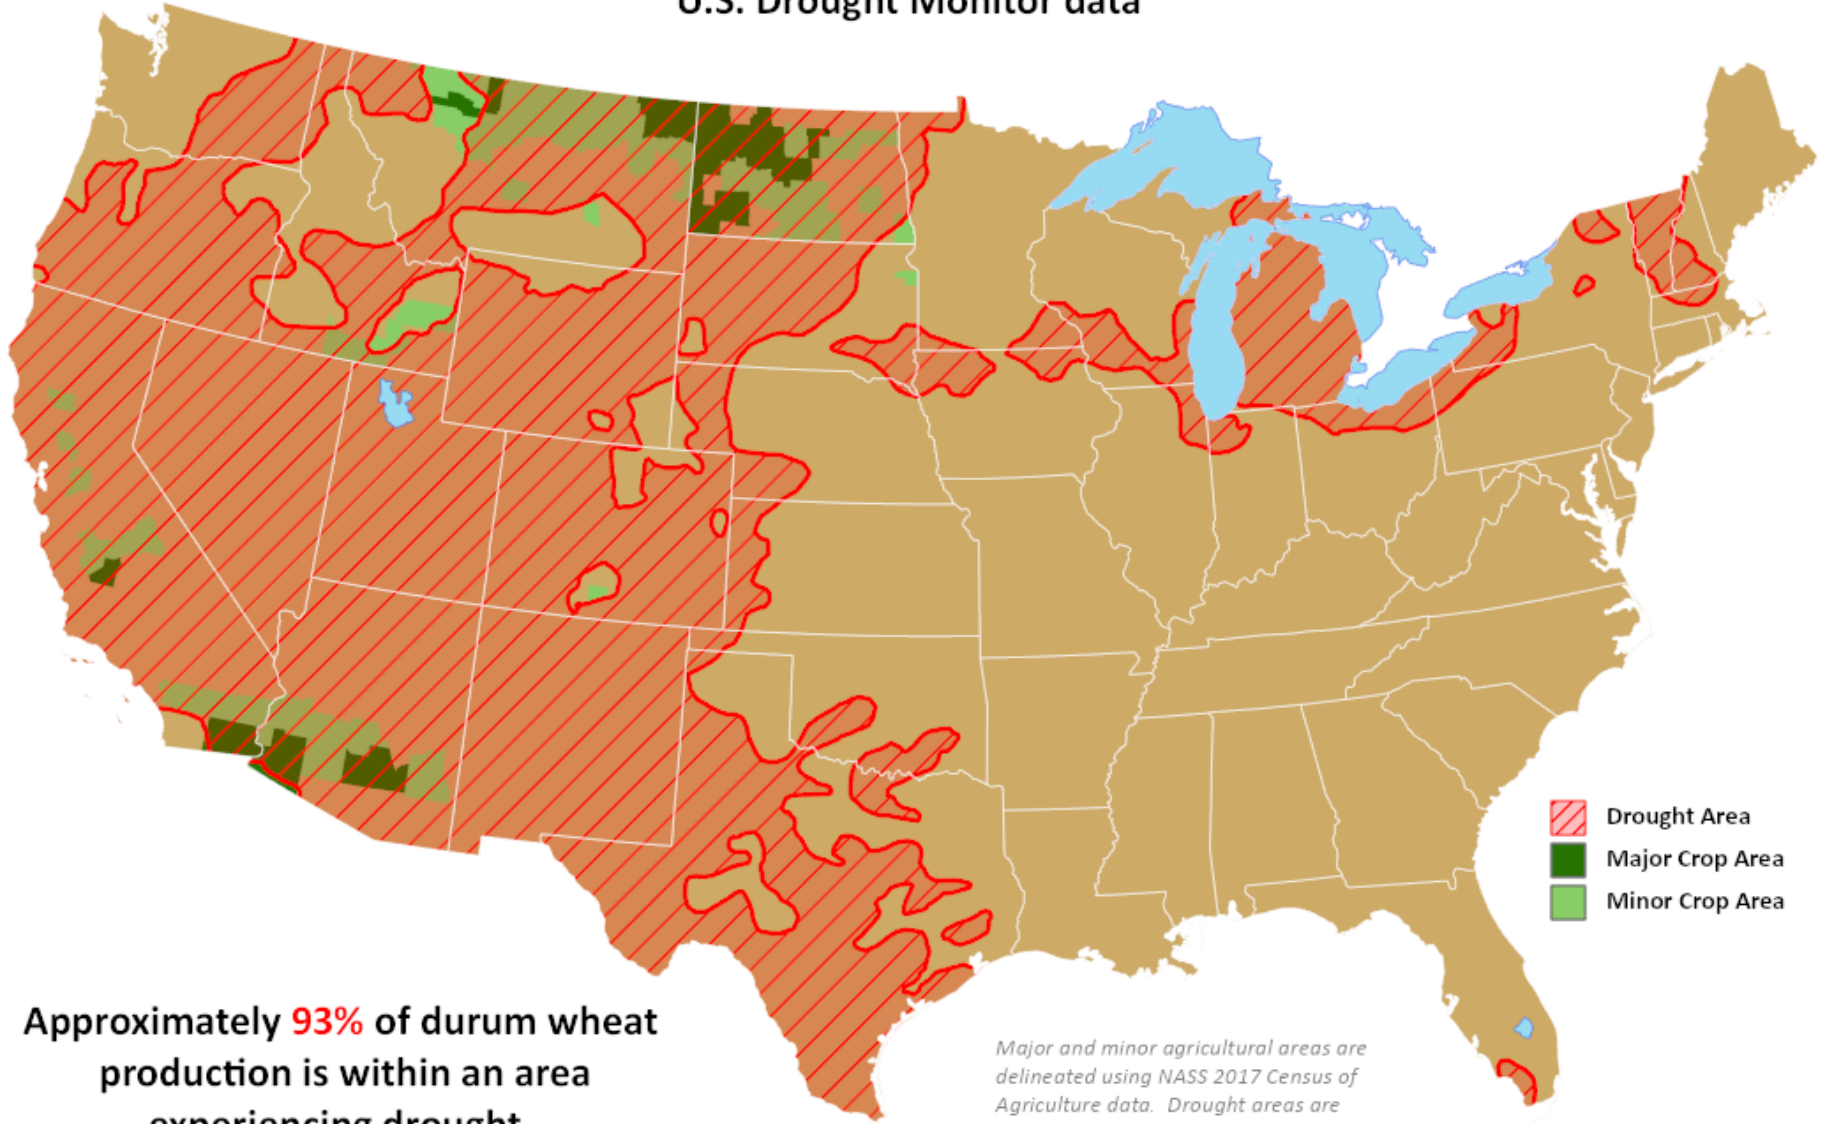 U.S. Drought Monitor data
Drought Area
Major Crop Area
Minor Crop Area
Approximately 93% of durum wheat
production is within an area
experiencing drought
Major and minor agricultural areas are
delineated using NASS 2017 Census of
Agriculture data. Drought areas are